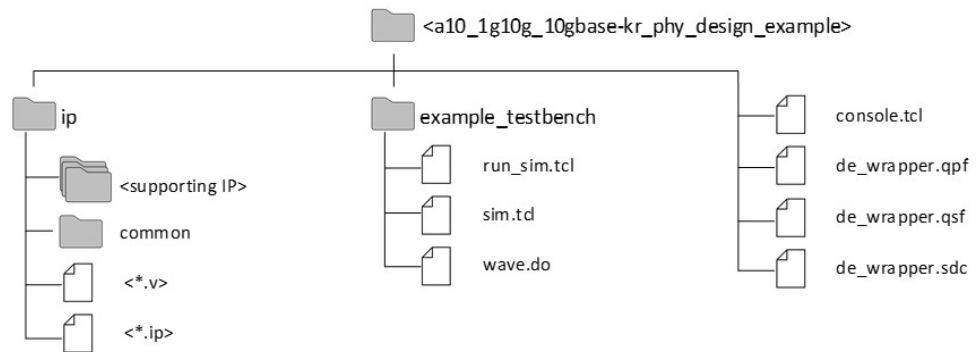 <a10_1g10g_10gbase-kr_phy_design_example>
ip
<supporting IP>
common
<*.v>
<*.ip>
example_testbench
run_sim.tcl
sim.tcl
wave.do
console.tcl
de_wrapper.qpf
de_wrapper.qsf
de_wrapper.sdc